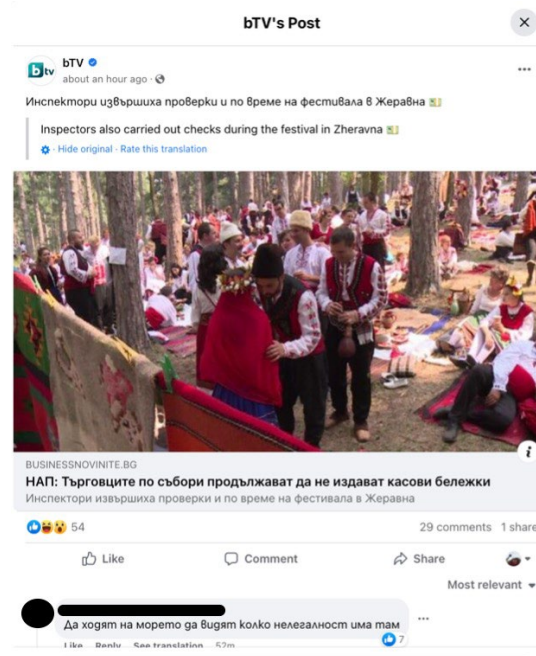 bTV's Post
bTV
btv
about an hour ago ·
Инспектори извършиха проверки и по време на фестивала в Жеравна
Inspectors also carried out checks during the festival in Zheravna
· Hide original · Rate this translation
BUSINESSNOVINITE.BG
НАП: Търговците по събори продължават да не издават касови бележки
Инспектори извършиха проверки и по време на фестивала в Жеравна
54
29 comments 1 share
Like Comment Share
Most relevant
Да ходят на морето да видят колко нелегалност има там
7
Like Reply See translation 52m